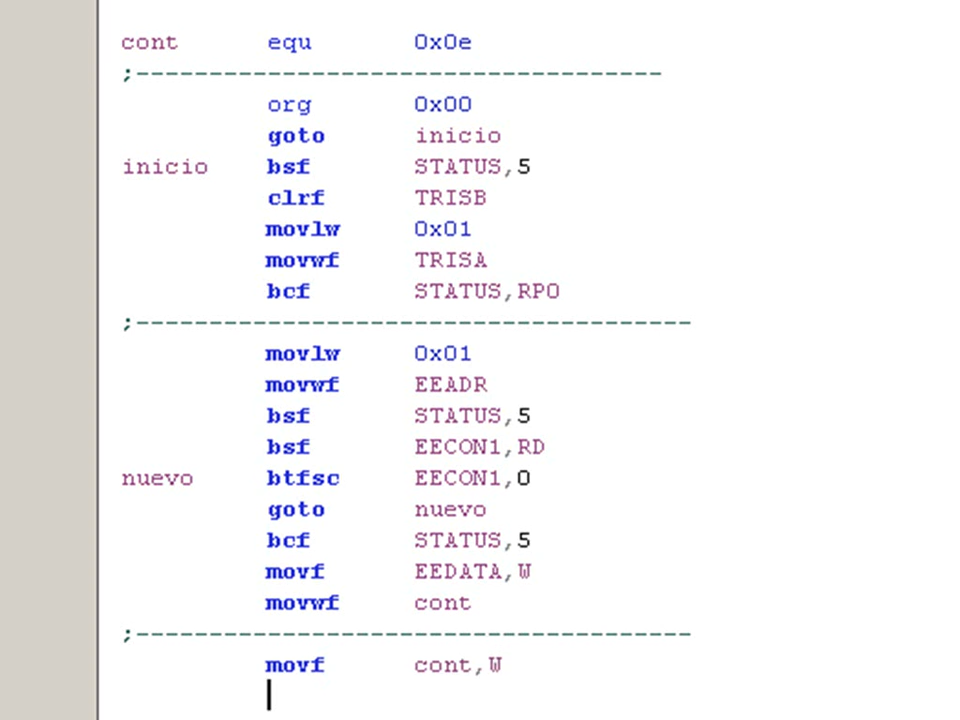 cont equ 0x0e
;------------------------------------
org 0x00
goto inicio
inicio bsf STATUS,5
clrf TRISB
movlw 0x01
movwf TRISA
bcf STATUS,RP0
;--------------------------------------
movlw 0x01
movwf EEADR
bsf STATUS,5
bsf EECON1,RD
nuevo btfsc EECON1,0
goto nuevo
bcf STATUS,5
movf EEDATA,W
movwf cont
;--------------------------------------
movf cont,W